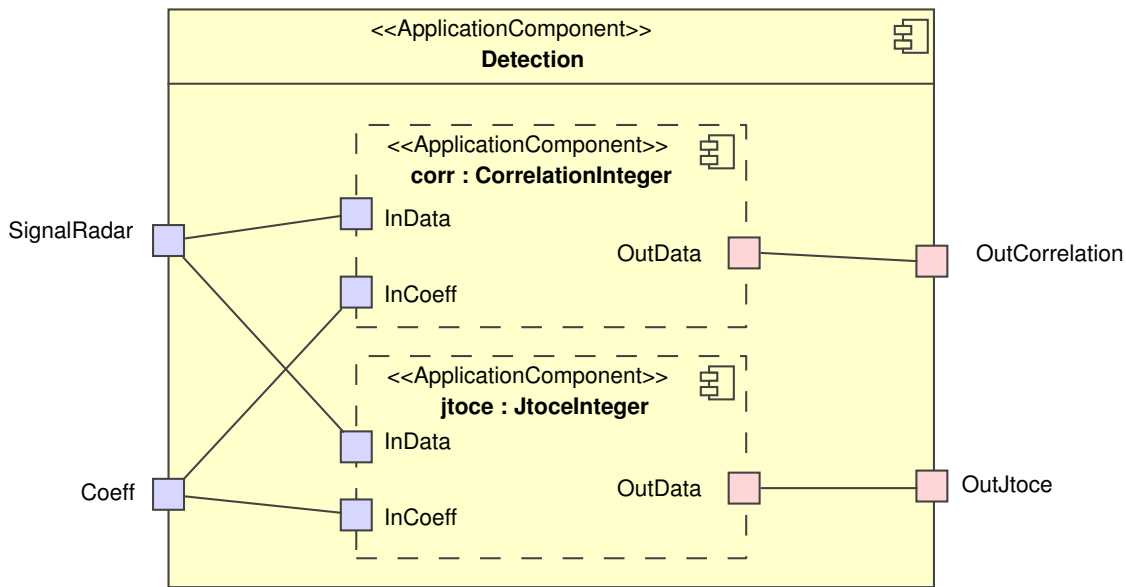 <<ApplicationComponent>>
Detection
<<ApplicationComponent>>
corr : CorrelationInteger
InData
SignalRadar
OutData
OutCorrelation
InCoeff
<<ApplicationComponent>>
jtoce : JtoceInteger
InData
Coeff
OutData
OutJtoce
InCoeff